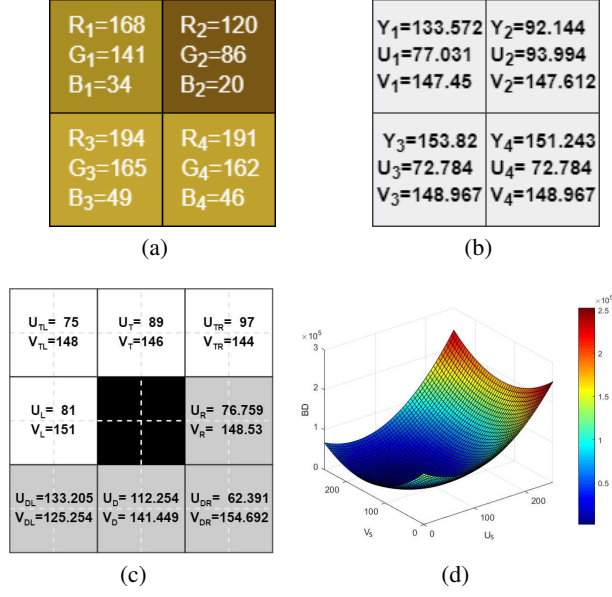 R1=168
G1=141
B1=34
R2=120
G2=86
B2=20
R3=194
G3=165
B3=49
R4=191
G4=162
B4=46
(a)
Y1=133.572
U1=77.031
V1=147.45
Y2=92.144
U2=93.994
V2=147.612
Y3=153.82
U3=72.784
V3=148.967
Y4=151.243
U4= 72.784
V4=148.967
(b)
UTL= 75
VTL=148
UT= 89
VT=146
UTR= 97
VTR=144
UL= 81
VL=151
UR= 76.759
VR= 148.53
UDL=133.205
VDL=125.254
UD= 112.254
VD= 141.449
UDR= 62.391
VDR=154.692
(c)
×10^5
3
2
1
0
BD
200
100
0
VS
0
100
200
US
×10^5
2.5
2
1.5
1
0.5
(d)